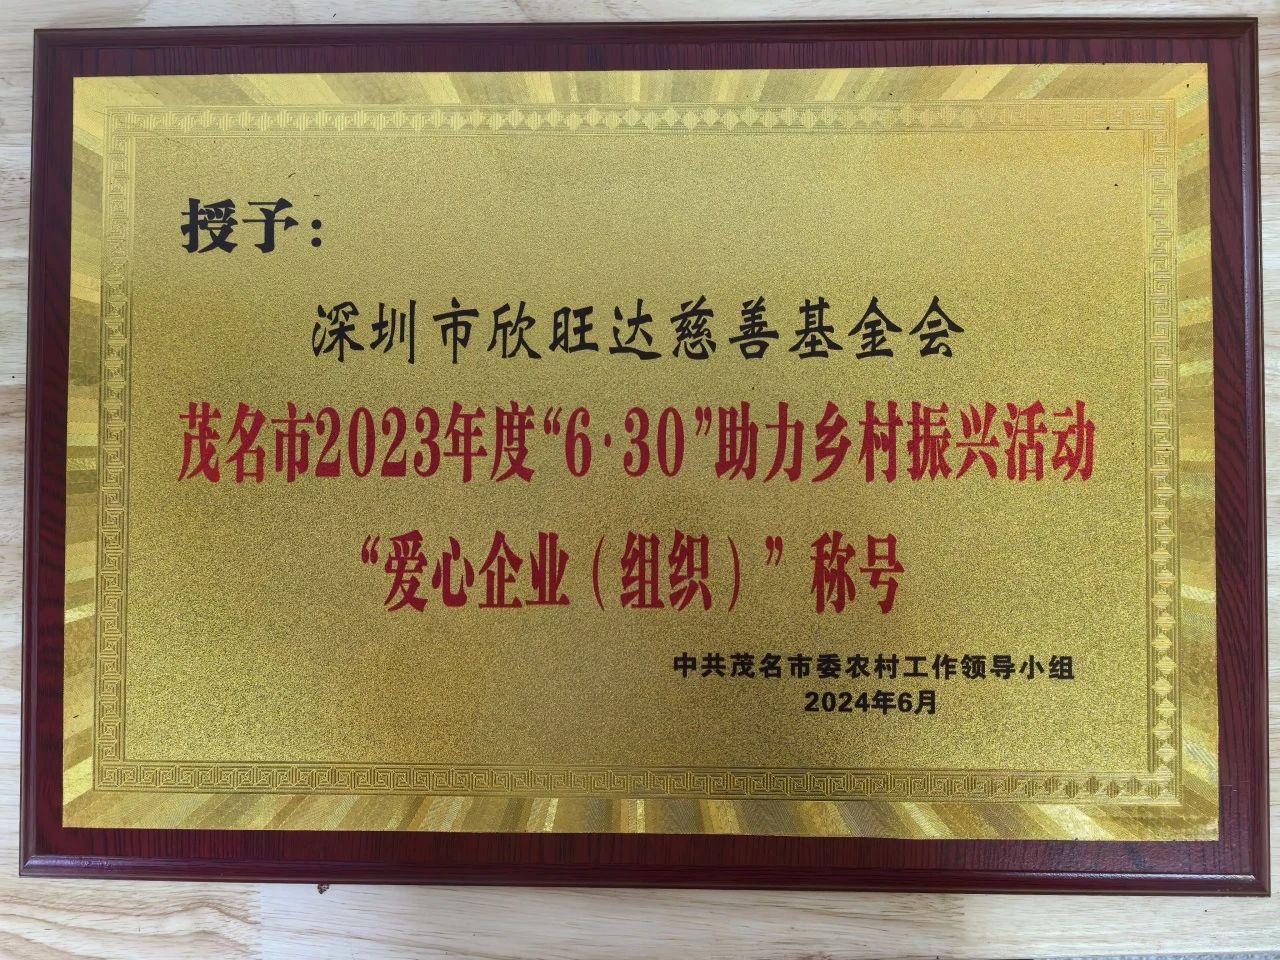 授予：
深圳市欣旺达慈善基金会
茂名市2023年度“6·30”助力乡村振兴活动
“爱心企业（组织）”称号
中共茂名市委农村工作领导小组
2024年6月